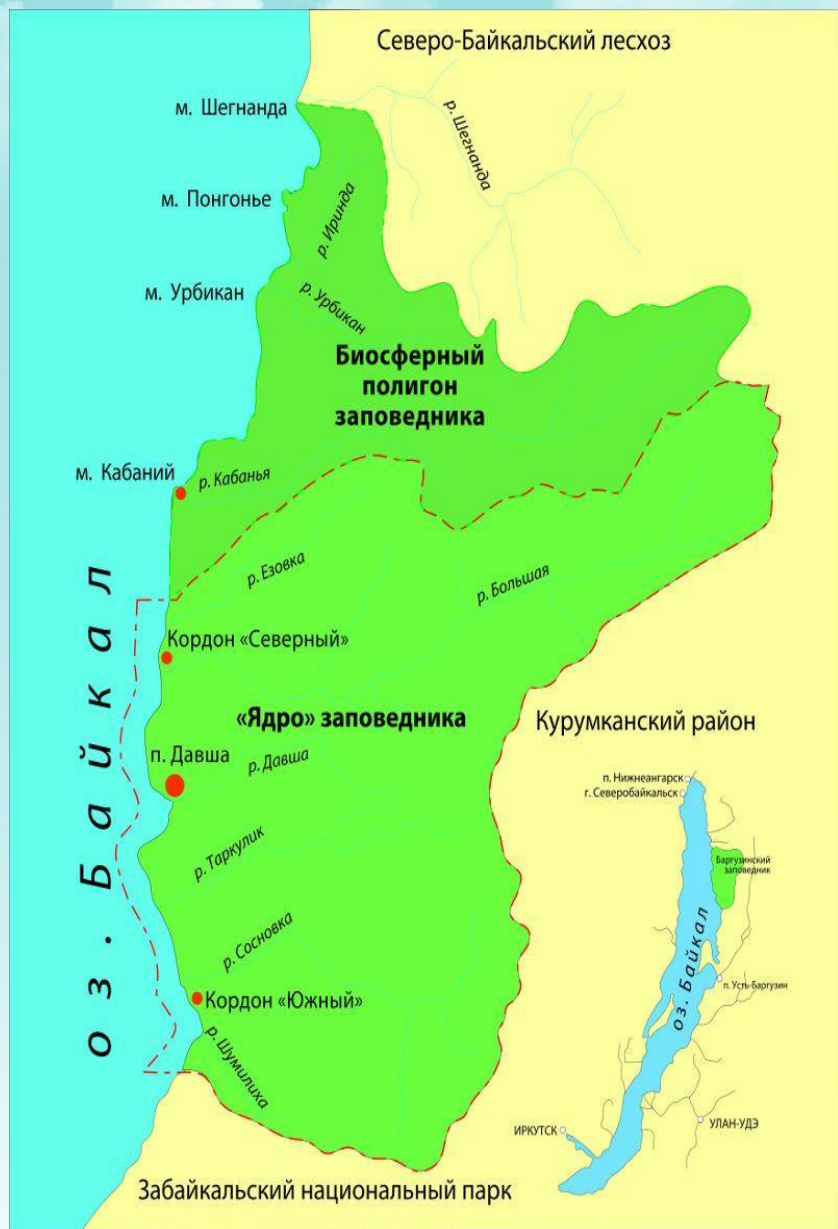 Северо-Байкальский лесхоз
м. Шегнанда
р. Шегнанда
м. Понгонье
р. Иринда
м. Урбикан
р. Урбикан
Биосферный
полигон
заповедника
м. Кабаний
р. Кабанья
р. Езовка
р. Большая
оз. Байкал
Кордон «Северный»
«Ядро» заповедника
Курумканский район
п. Давша
р. Давша
р. Таркулик
р. Сосновка
Кордон «Южный»
р. Шумилиха
Забайкальский национальный парк
п. Нижнеангарск
г. Северобайкальск
Баргузинский
заповедник
оз. Байкал
п. Усть-Баргузин
ИРКУТСК
УЛАН-УДЭ